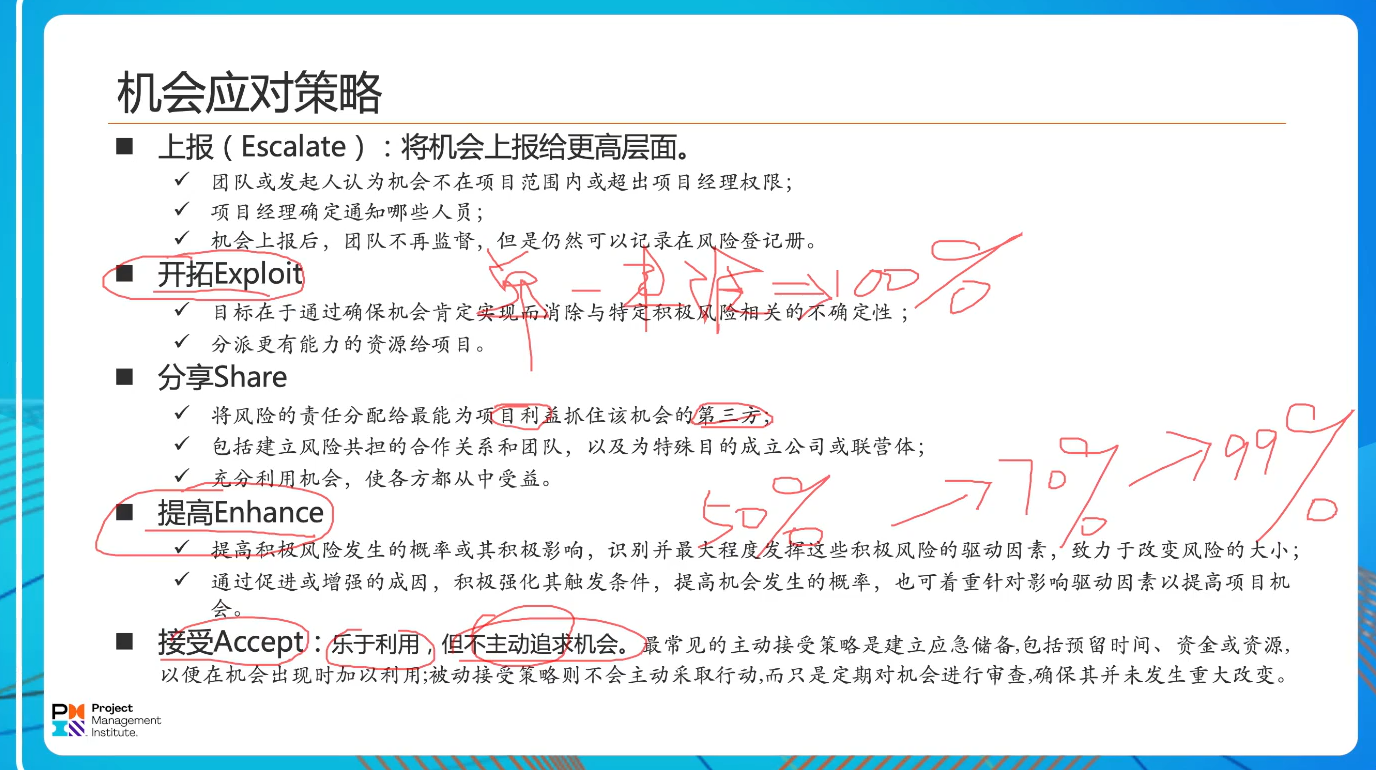 机会应对策略
■ 上报（Escalate）：将机会上报给更高层面。
✓ 团队或发起人认为机会不在项目范围内或超出项目经理权限；
✓ 项目经理确定通知哪些人员；
✓ 机会上报后，团队不再监督，但是仍然可以记录在风险登记册。
■ 开拓Exploit
100%
✓ 目标在于通过确保机会肯定实现而消除与特定积极风险相关的不确定性；
✓ 分派更有能力的资源给项目。
■ 分享Share
✓ 将风险的责任分配给最能为项目利益抓住该机会的第三方；
✓ 包括建立风险共担的合作关系和团队，以及为特殊目的成立公司或联营体；
✓ 充分利用机会，使各方都从中受益。
50% → 70% → 99%
■ 提高Enhance
✓ 提高积极风险发生的概率或其积极影响，识别并最大程度发挥这些积极风险的驱动因素，致力于改变风险的大小；
✓ 通过促进或增强的成因，积极强化其触发条件，提高机会发生的概率，也可着重针对影响驱动因素以提高项目机
会。
■ 接受Accept：乐于利用，但不主动追求机会。最常见的主动接受策略是建立应急储备,包括预留时间、资金或资源,
以便在机会出现时加以利用;被动接受策略则不会主动采取行动,而只是定期对机会进行审查,确保其并未发生重大改变。
Project
Management
Institute.